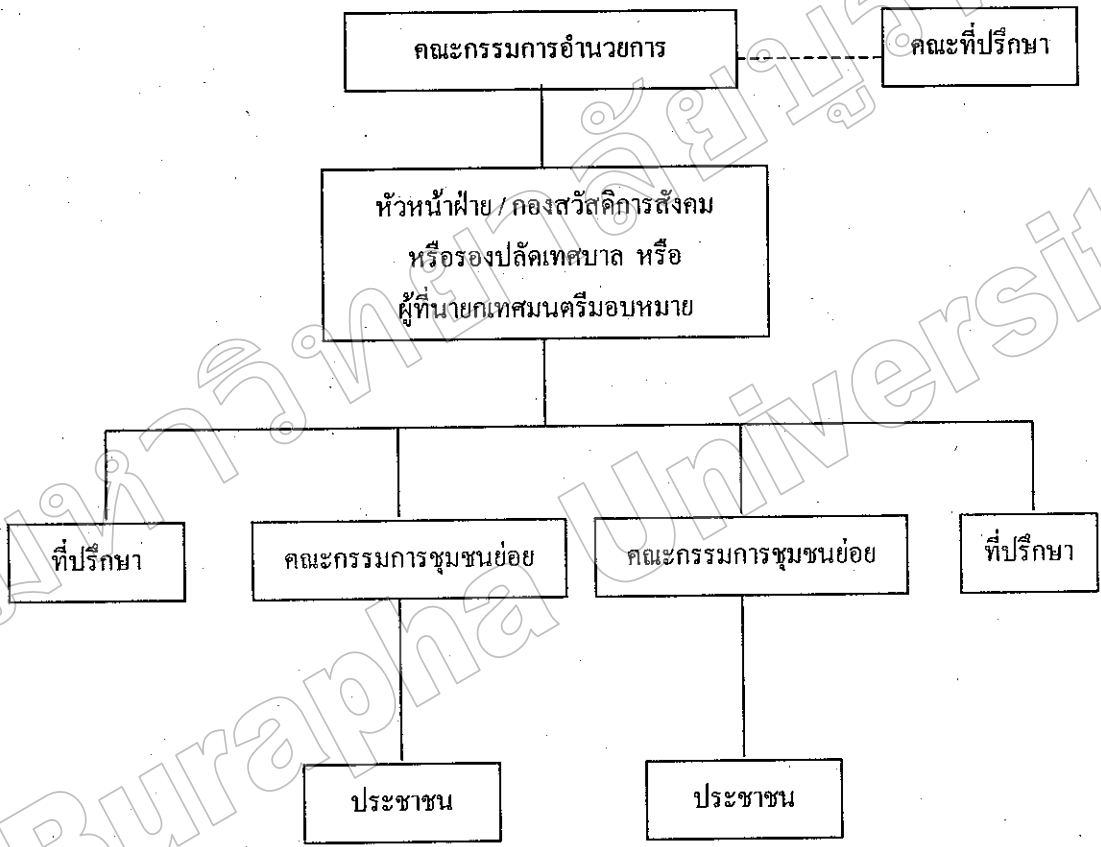 คณะกรรมการอำนวยการ
คณะที่ปรึกษา
หัวหน้าฝ่าย / กองสวัสดิการสังคม
หรือรองปลัดเทศบาล หรือ
ผู้ที่นายกเทศมนตรีมอบหมาย
ที่ปรึกษา
คณะกรรมการชุมชนย่อย
คณะกรรมการชุมชนย่อย
ที่ปรึกษา
ประชาชน
ประชาชน
Burapha University